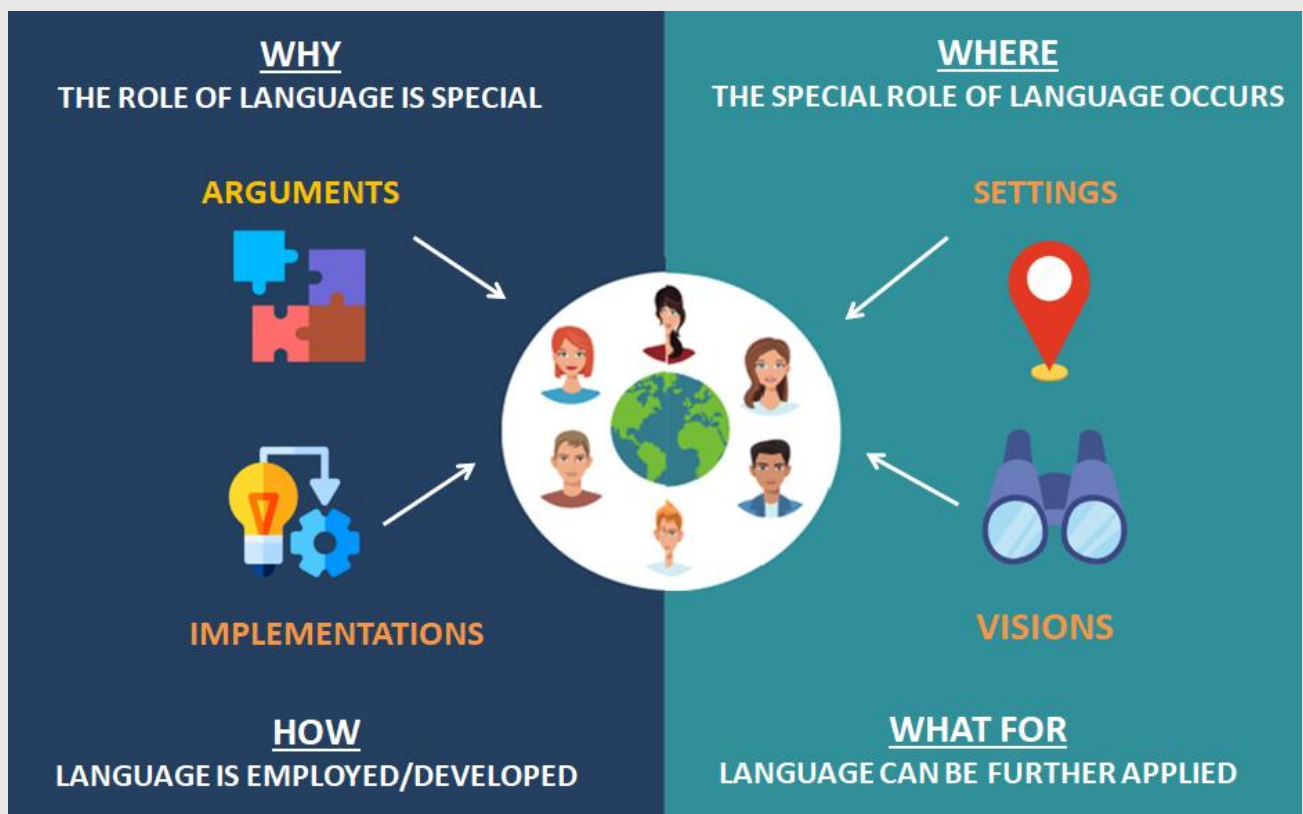 WHY
THE ROLE OF LANGUAGE IS SPECIAL
ARGUMENTS
IMPLEMENTATIONS
HOW
LANGUAGE IS EMPLOYED/DEVELOPED
WHERE
THE SPECIAL ROLE OF LANGUAGE OCCURS
SETTINGS
VISIONS
WHAT FOR
LANGUAGE CAN BE FURTHER APPLIED